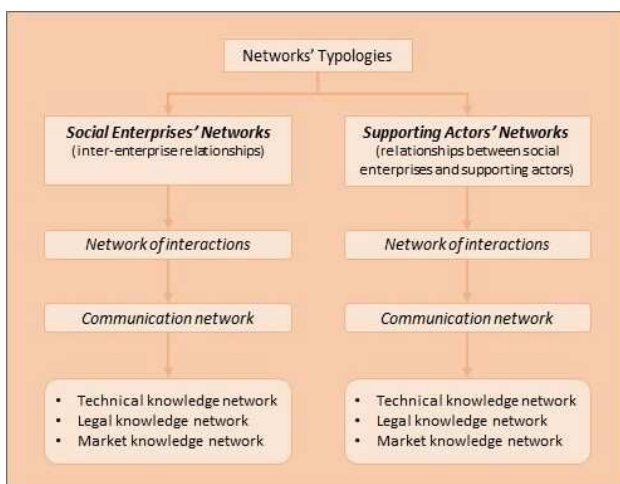 Networks' Typologies
Social Enterprises' Networks
(inter-enterprise relationships)
Network of interactions
Communication network
• Technical knowledge network
• Legal knowledge network
• Market knowledge network
Supporting Actors' Networks
(relationships between social
enterprises and supporting actors)
Network of interactions
Communication network
• Technical knowledge network
• Legal knowledge network
• Market knowledge network